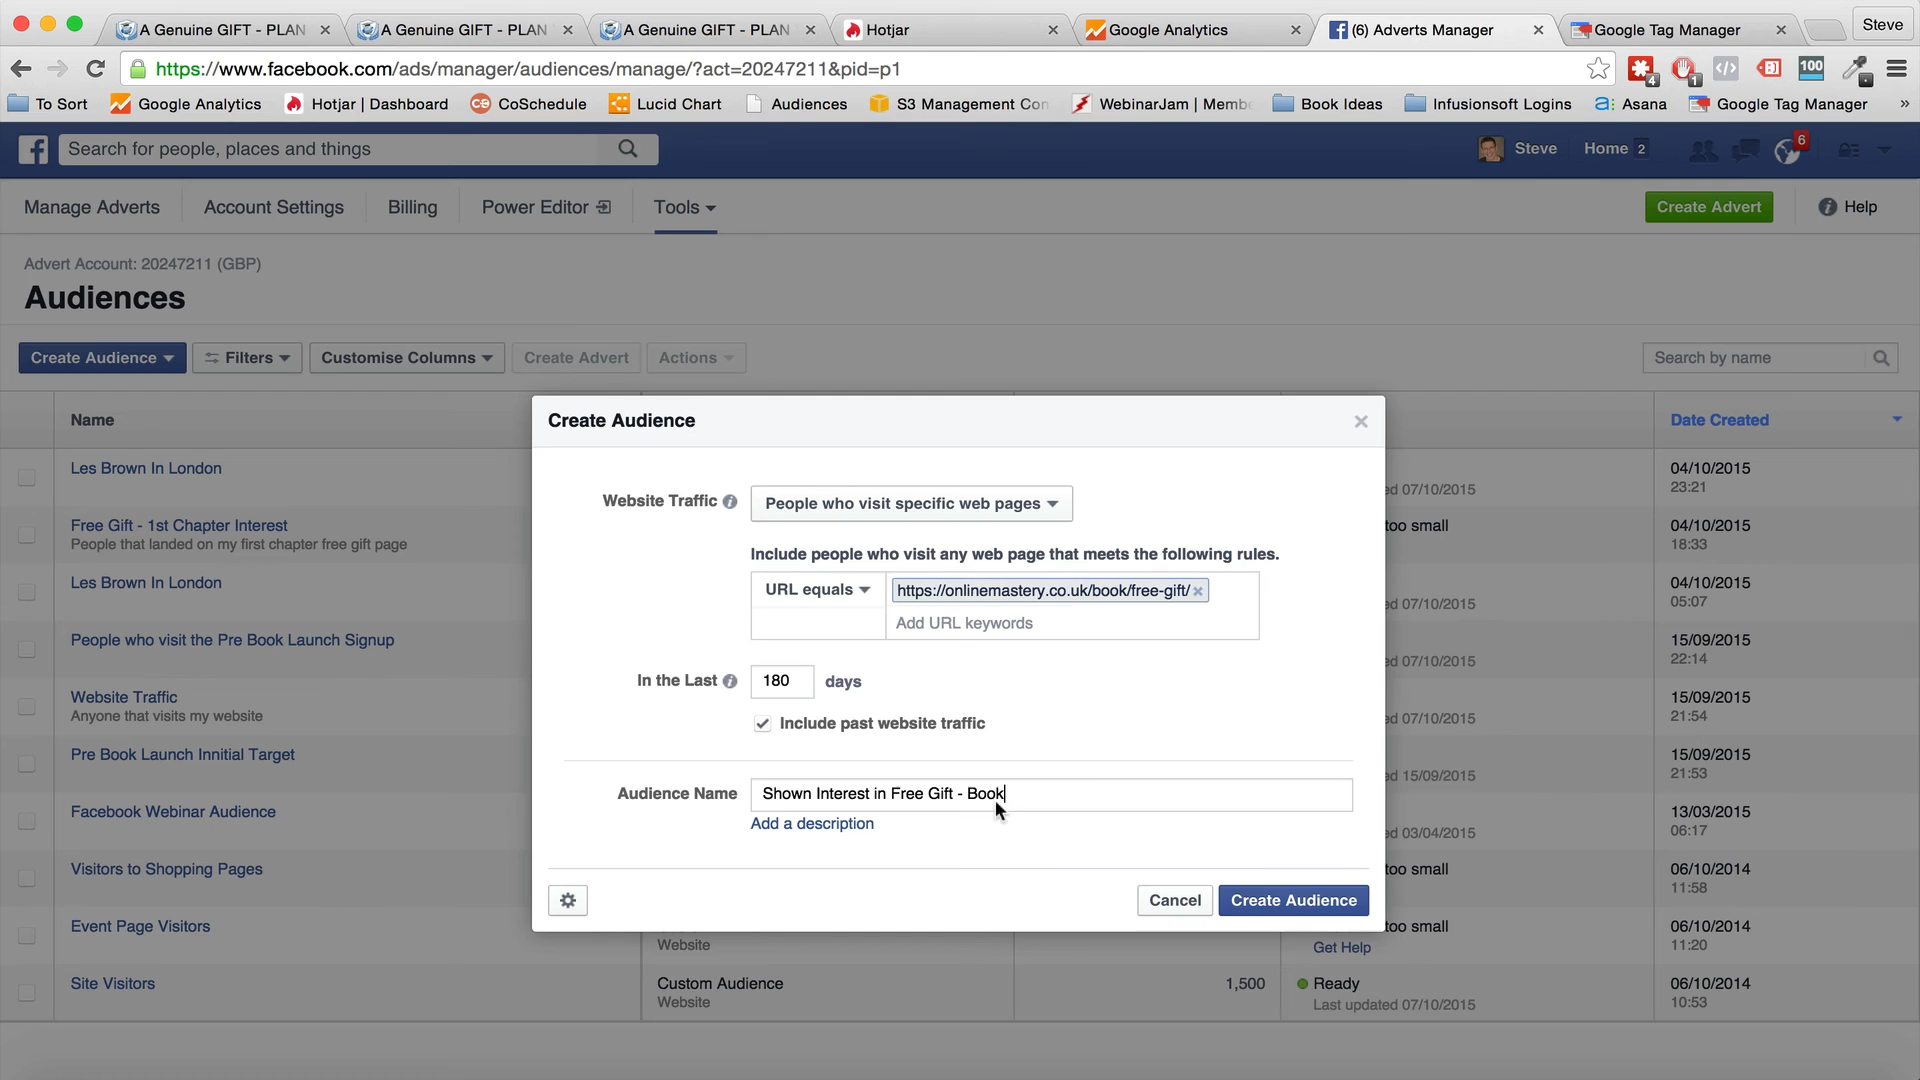 A Genuine GIFT - PLAN
A Genuine GIFT - PLAN
A Genuine GIFT - PLAN
Hotjar
Google Analytics
(6) Adverts Manager
Google Tag Manager
Steve
https://www.facebook.com/ads/manager/audiences/manage/?act=20247211&pid=p1
4
1
100
To Sort
Google Analytics
Hotjar | Dashboard
CoSchedule
Lucid Chart
Audiences
S3 Management Con
WebinarJam | Membe
Book Ideas
Infusionsoft Logins
Asana
Google Tag Manager
»
Search for people, places and things
Steve
Home 2
6
Manage Adverts
Account Settings
Billing
Power Editor
Tools
Create Advert
Help
Advert Account: 20247211 (GBP)
Audiences
Create Audience
Filters
Customise Columns
Create Advert
Actions
Search by name
Name
Date Created
Les Brown In London
04/10/2015
23:21
ed 07/10/2015
Free Gift - 1st Chapter Interest
People that landed on my first chapter free gift page
too small
04/10/2015
18:33
Les Brown In London
ed 07/10/2015
04/10/2015
05:07
People who visit the Pre Book Launch Signup
ed 07/10/2015
15/09/2015
22:14
Website Traffic
Anyone that visits my website
ed 07/10/2015
15/09/2015
21:54
Pre Book Launch Innitial Target
ed 15/09/2015
15/09/2015
21:53
Facebook Webinar Audience
ed 03/04/2015
13/03/2015
06:17
Visitors to Shopping Pages
too small
06/10/2014
11:58
Event Page Visitors
Website
too small
Get Help
06/10/2014
11:20
Site Visitors
Custom Audience
Website
1,500
Ready
Last updated 07/10/2015
06/10/2014
10:53
Create Audience
Website Traffic
People who visit specific web pages
Include people who visit any web page that meets the following rules.
URL equals
https://onlinemastery.co.uk/book/free-gift/
Add URL keywords
In the Last
180
days
Include past website traffic
Audience Name
Shown Interest in Free Gift - Book
Add a description
Cancel
Create Audience